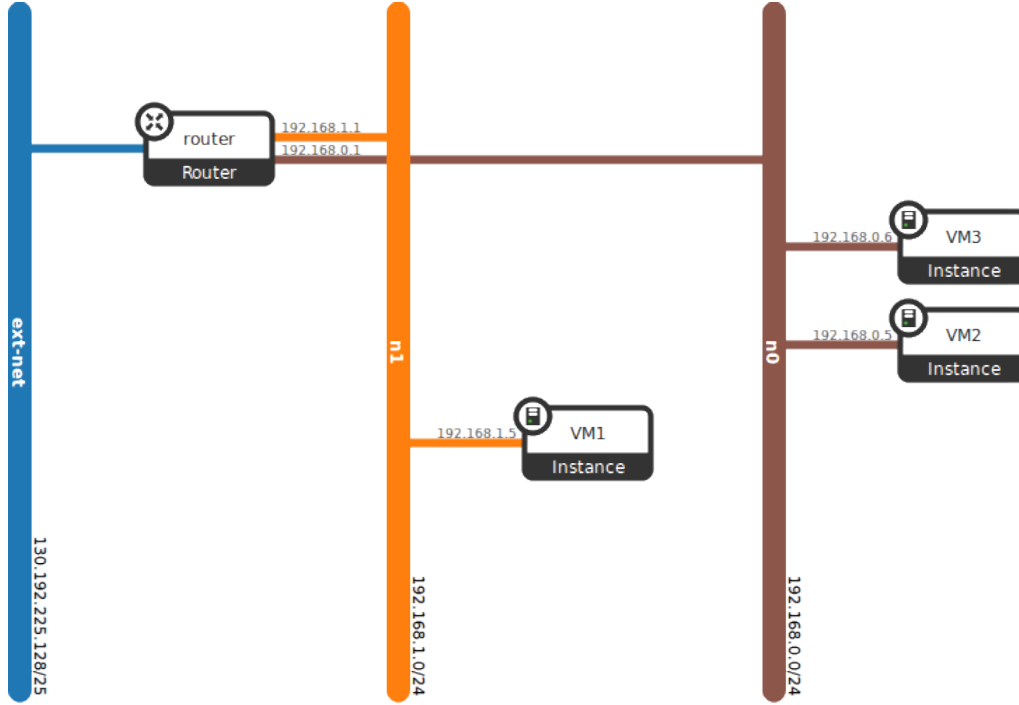 router
Router
192.168.1.1
192.168.0.1
192.168.0.6
VM3
Instance
192.168.0.5
VM2
Instance
ext-net
n1
n0
192.168.1.5
VM1
Instance
130.192.225.128/25
192.168.1.0/24
192.168.0.0/24